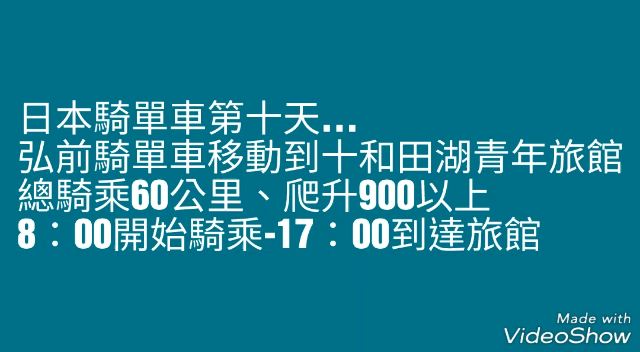 日本騎單車第十天...
弘前騎單車移動到十和田湖青年旅館
總騎乘60公里、爬升900以上
8：00開始騎乘-17：00到達旅館
Made with
VideoShow